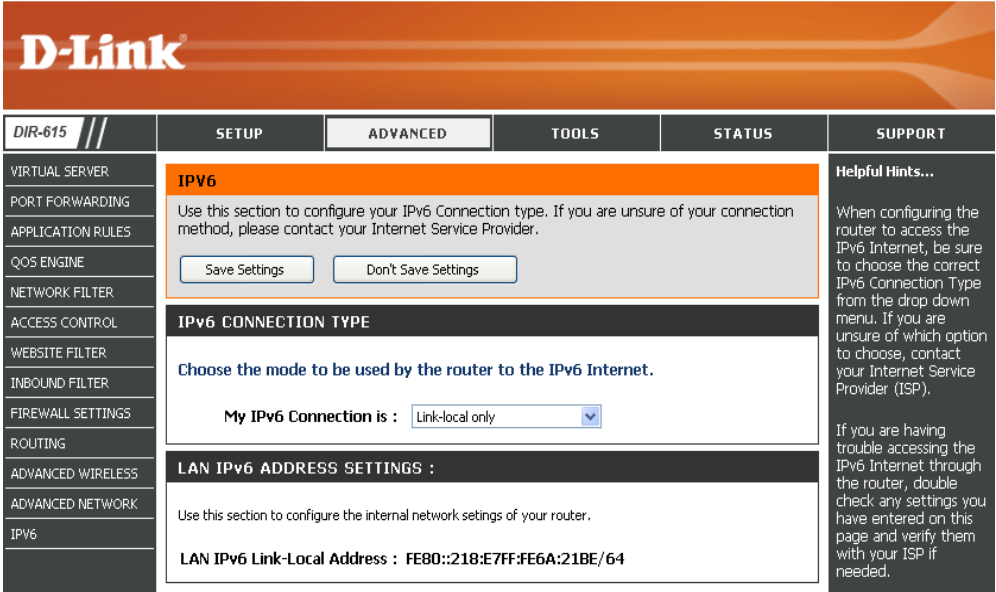 D-Link®
DIR-615
SETUP
ADVANCED
TOOLS
STATUS
SUPPORT
VIRTUAL SERVER
PORT FORWARDING
APPLICATION RULES
QOS ENGINE
NETWORK FILTER
ACCESS CONTROL
WEBSITE FILTER
INBOUND FILTER
FIREWALL SETTINGS
ROUTING
ADVANCED WIRELESS
ADVANCED NETWORK
IPV6
IPV6
Use this section to configure your IPv6 Connection type. If you are unsure of your connection
method, please contact your Internet Service Provider.
Save Settings
Don't Save Settings
IPv6 CONNECTION TYPE
Choose the mode to be used by the router to the IPv6 Internet.
My IPv6 Connection is : Link-local only
LAN IPv6 ADDRESS SETTINGS :
Use this section to configure the internal network setings of your router.
LAN IPv6 Link-Local Address : FE80::218:E7FF:FE6A:21BE/64
Helpful Hints...
When configuring the
router to access the
IPv6 Internet, be sure
to choose the correct
IPv6 Connection Type
from the drop down
menu. If you are
unsure of which option
to choose, contact
your Internet Service
Provider (ISP).
If you are having
trouble accessing the
IPv6 Internet through
the router, double
check any settings you
have entered on this
page and verify them
with your ISP if
needed.